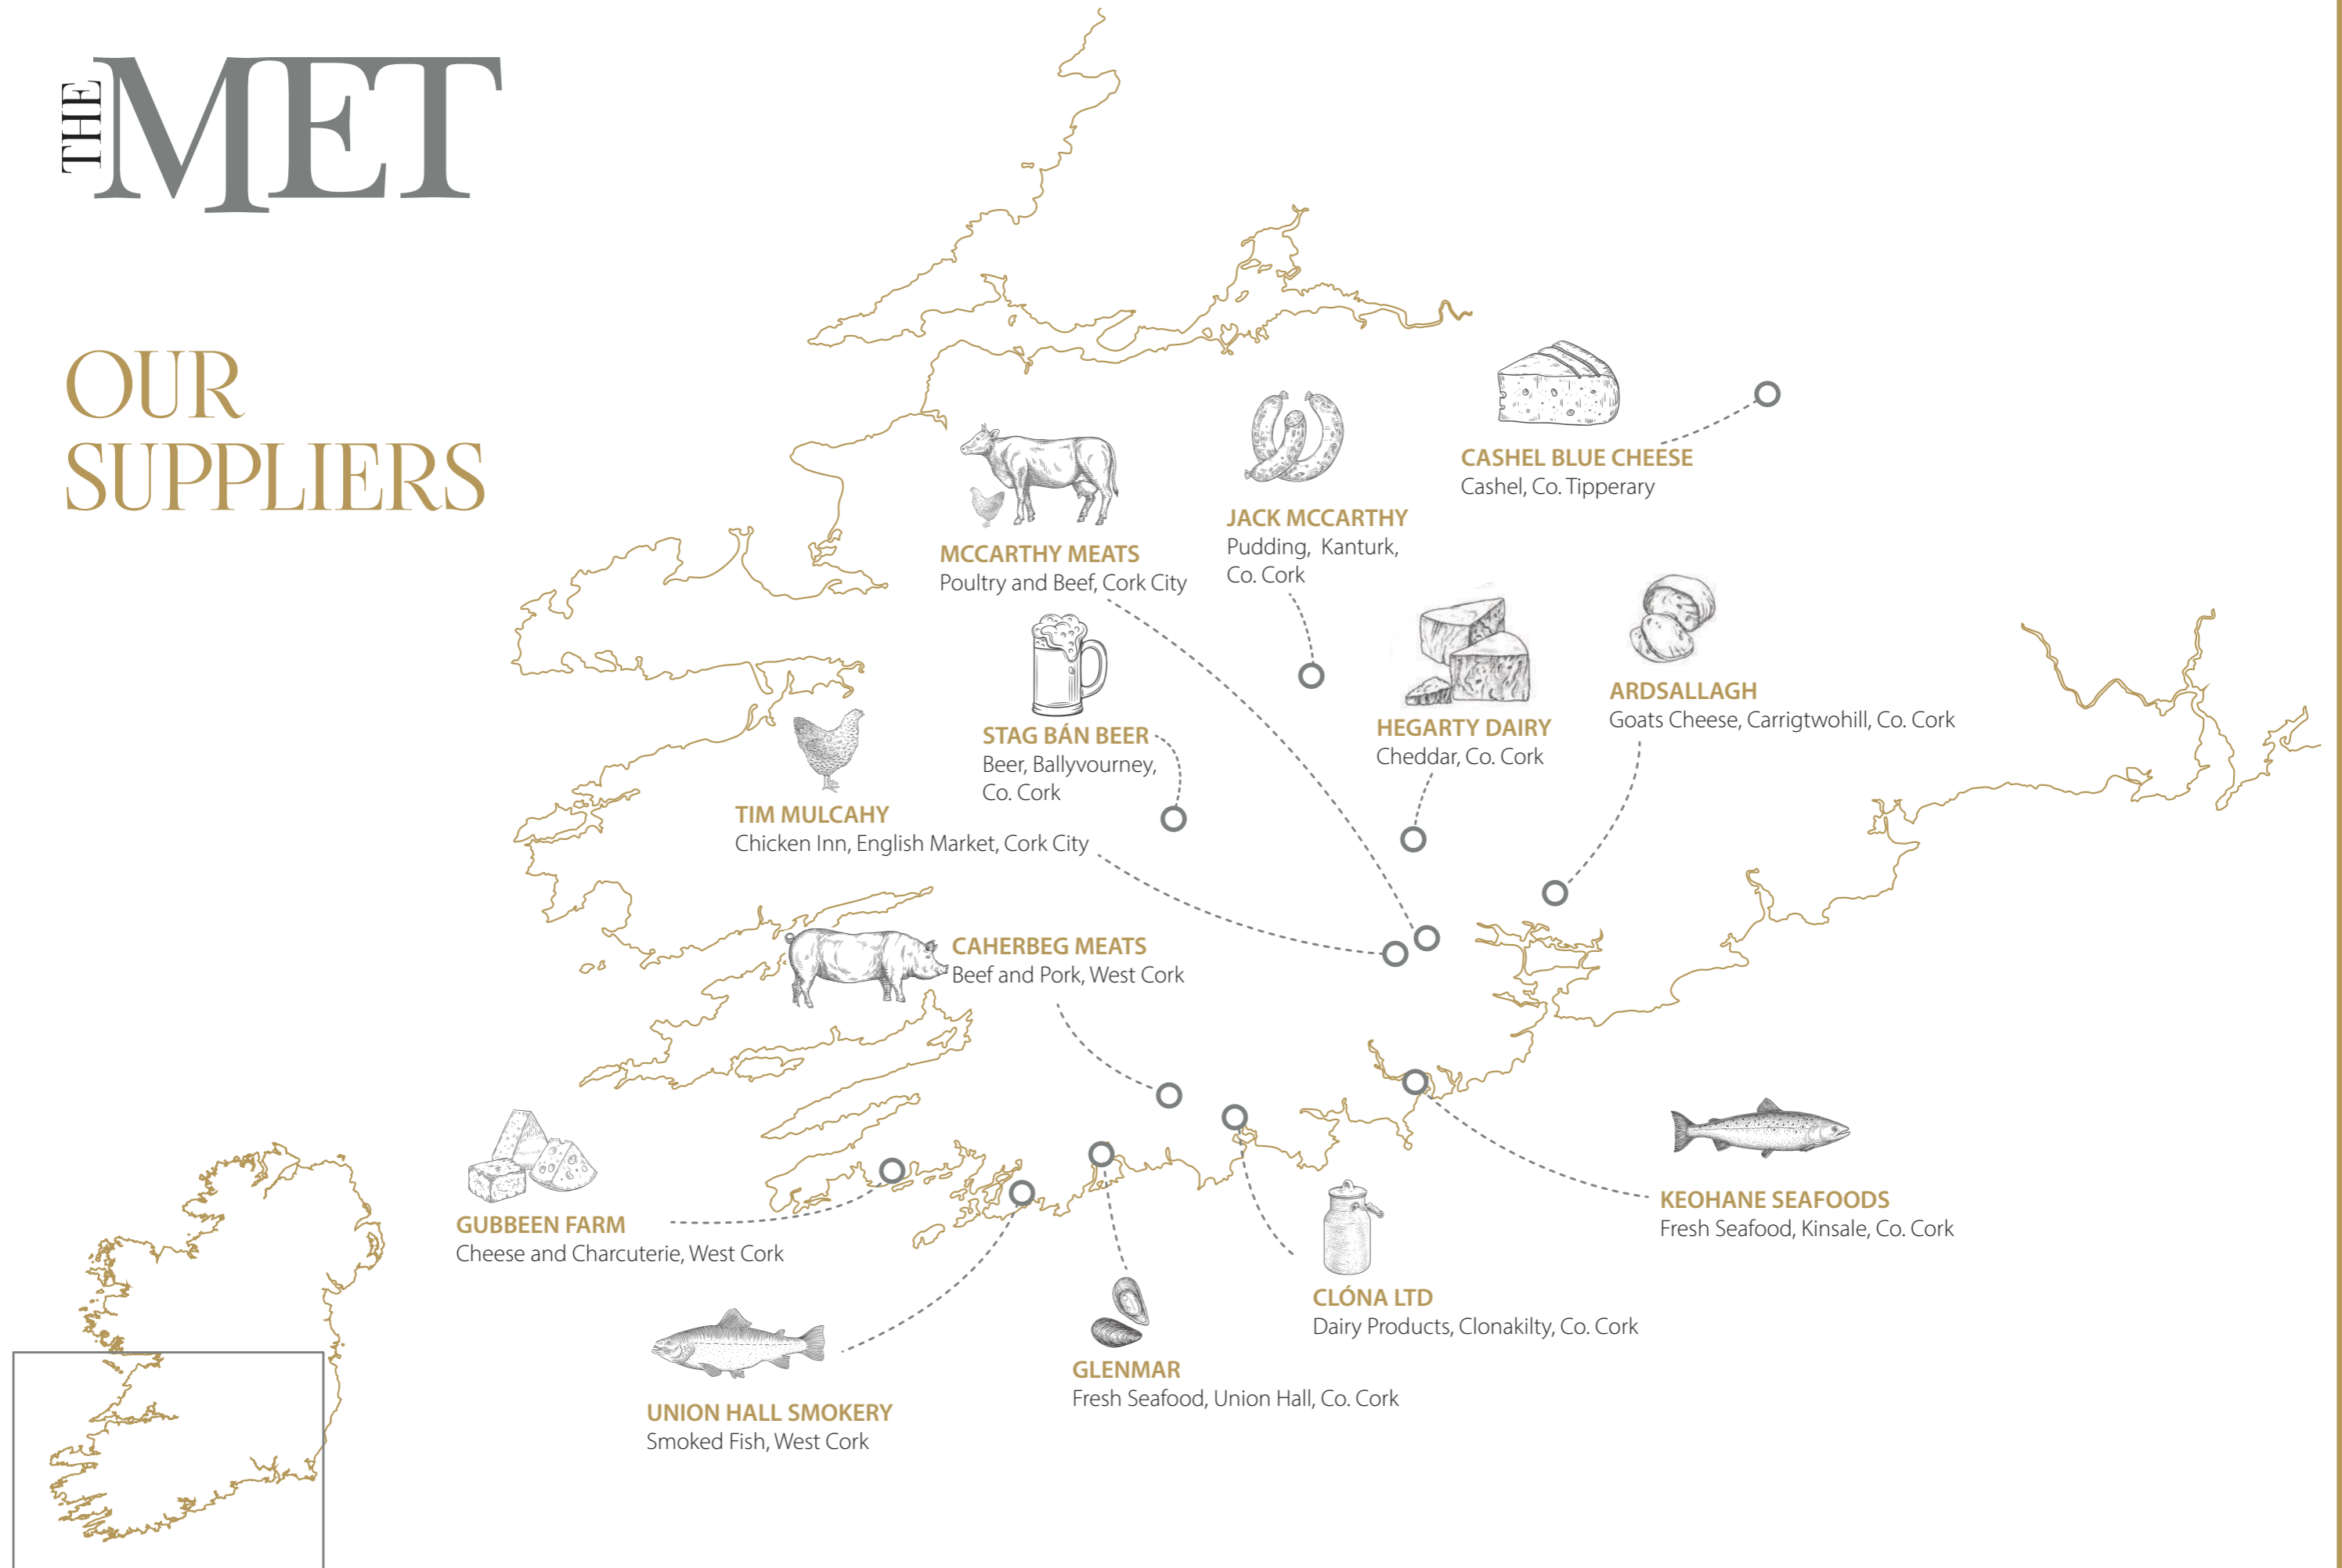 THE MET
OUR
SUPPLIERS
CASHEL BLUE CHEESE
Cashel, Co. Tipperary
JACK MCCARTHY
Pudding, Kanturk,
Co. Cork
MCCARTHY MEATS
Poultry and Beef, Cork City
ARDSALLAGH
Goats Cheese, Carrigtwohill, Co. Cork
HEGARTY DAIRY
Cheddar, Co. Cork
STAG BÁN BEER
Beer, Ballyvourney,
Co. Cork
TIM MULCAHY
Chicken Inn, English Market, Cork City
CAHERBEG MEATS
Beef and Pork, West Cork
KEOHANE SEAFOODS
Fresh Seafood, Kinsale, Co. Cork
GUBBEEN FARM
Cheese and Charcuterie, West Cork
CLÓNA LTD
Dairy Products, Clonakilty, Co. Cork
GLENMAR
Fresh Seafood, Union Hall, Co. Cork
UNION HALL SMOKERY
Smoked Fish, West Cork